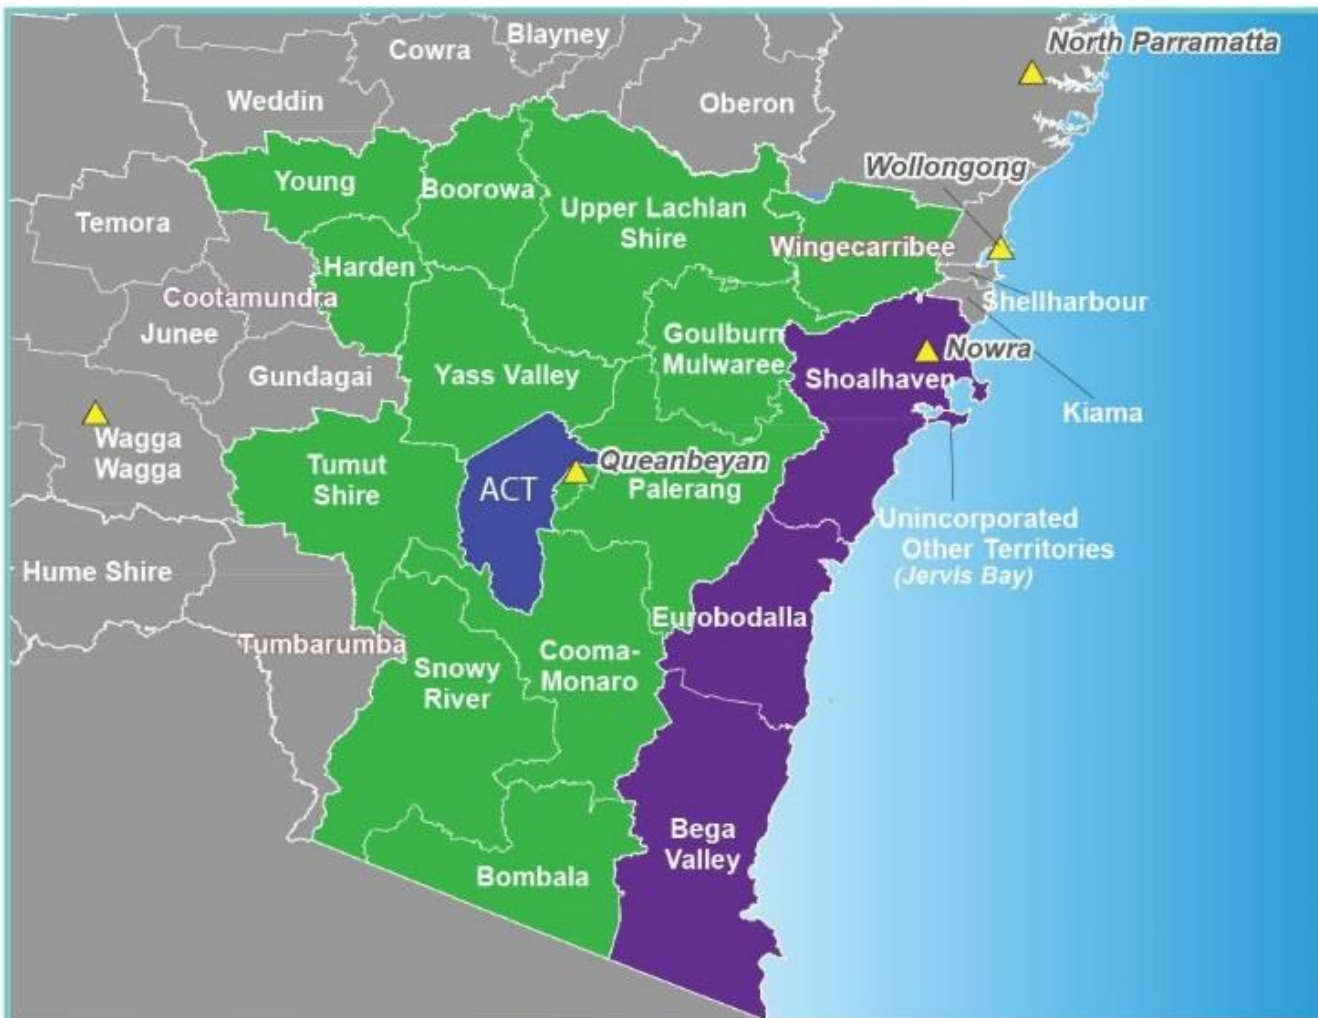 Blayney
North Parramatta
Cowra
Weddin
Oberon
Wollongong
Young
Boorowa
Upper Lachlan
Shire
Temora
Wingecarribee
Harden
Cootamundra
Shellharbour
Junee
Goulburn
Mulwaree
Nowra
Gundagai
Yass Valley
Shoalhaven
Kiama
Wagga
Wagga
Queanbeyan
Tumut
Shire
ACT
Palerang
Unincorporated
Other Territories
(Jervis Bay)
Hume Shire
Eurobodalla
Tumbarumba
Cooma-
Monaro
Snowy
River
Bega
Valley
Bombala